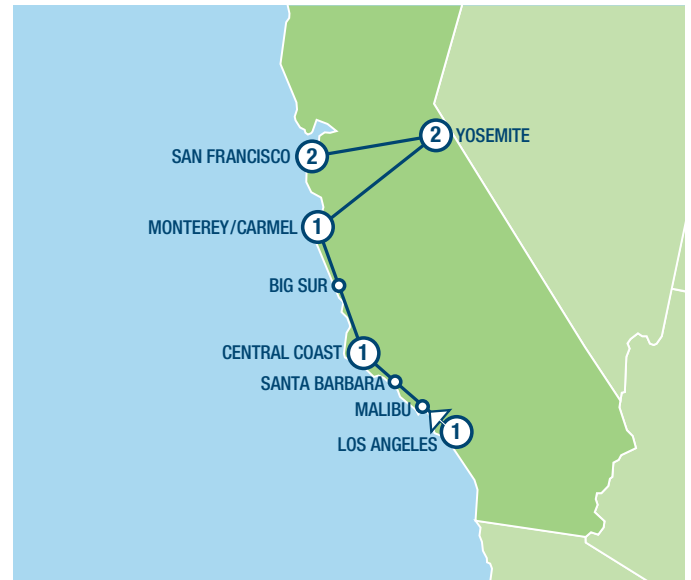 2 YOSEMITE
SAN FRANCISCO 2
MONTEREY/CARMEL 1
BIG SUR
CENTRAL COAST 1
SANTA BARBARA
MALIBU
LOS ANGELES 1